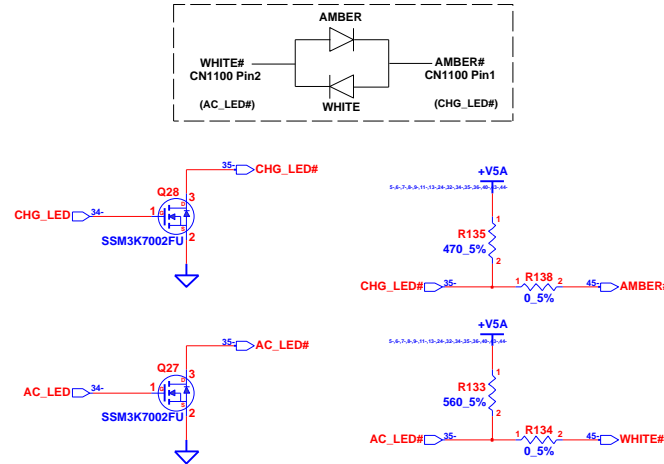 AMBER
WHITE# AMBER#
CN1100 Pin2 CN1100 Pin1
(AC_LED#) WHITE (CHG_LED#)
35- CHG_LED#
Q28
3
D
CHG_LED 34- 1 G
S
SSM3K7002FU 2
+V5A
1
R135
470_5%
2
CHG_LED# 35- 1 R138 2 45- AMBER#
0_5%
35- AC_LED#
Q27
3
D
AC_LED 34- 1 G
S
SSM3K7002FU 2
+V5A
1
R133
560_5%
2
AC_LED# 35- 1 R134 2 45- WHITE#
0_5%